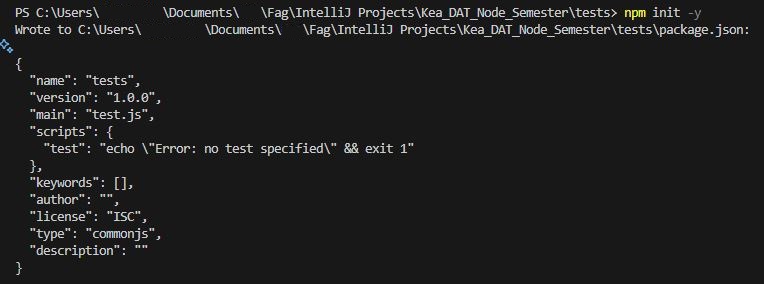 PS C:\Users\ \Documents\ \Fag\IntelliJ Projects\Kea_DAT_Node_Semester\tests> npm init -y
Wrote to C:\Users\ \Documents\ \Fag\IntelliJ Projects\Kea_DAT_Node_Semester\tests\package.json:
{
"name": "tests",
"version": "1.0.0",
"main": "test.js",
"scripts": {
"test": "echo \"Error: no test specified\" && exit 1"
},
"keywords": [],
"author": "",
"license": "ISC",
"type": "commonjs",
"description": ""
}